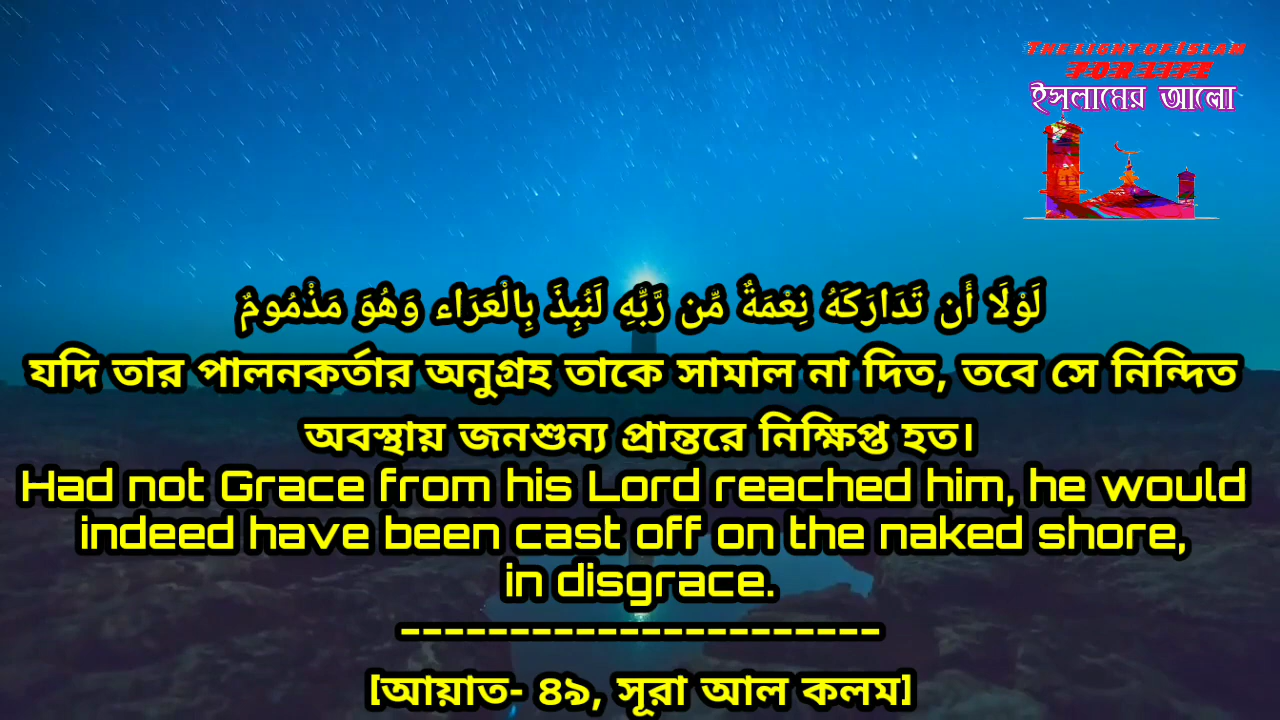 The light of Islam
FOR LIFE
ইসলামের আলো
لَوْلَا أَن تَدَارَكَهُ نِعْمَةٌ مِّن رَّبِّهِ لَنُبِذَ بِالْعَرَاء وَهُوَ مَذْمُومٌ
যদি তার পালনকর্তার অনুগ্রহ তাকে সামাল না দিত, তবে সে নিন্দিত
অবস্থায় জনশুন্য প্রান্তরে নিক্ষিপ্ত হত।
Had not Grace from his Lord reached him, he would
indeed have been cast off on the naked shore,
in disgrace.
----------------------
[আয়াত- ৪৯, সূরা আল কলম]